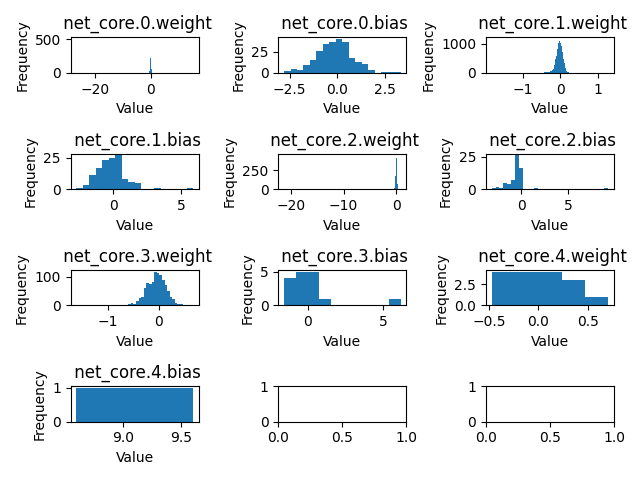 net_core.0.weight
Frequency
500
0
−20
0
Value
net_core.0.bias
Frequency
25
0
−2.5
0.0
2.5
Value
net_core.1.weight
Frequency
1000
0
−1
0
1
Value
net_core.1.bias
Frequency
25
0
0
5
Value
net_core.2.weight
Frequency
250
0
−20
−10
0
Value
net_core.2.bias
Frequency
25
0
0
5
Value
net_core.3.weight
Frequency
100
0
−1
0
Value
net_core.3.bias
Frequency
5
0
0
5
Value
net_core.4.weight
Frequency
2.5
0.0
−0.5
0.0
0.5
Value
net_core.4.bias
Frequency
1
0
9.0
9.5
Value
1
0
0.0
0.5
1.0
1
0
0.0
0.5
1.0